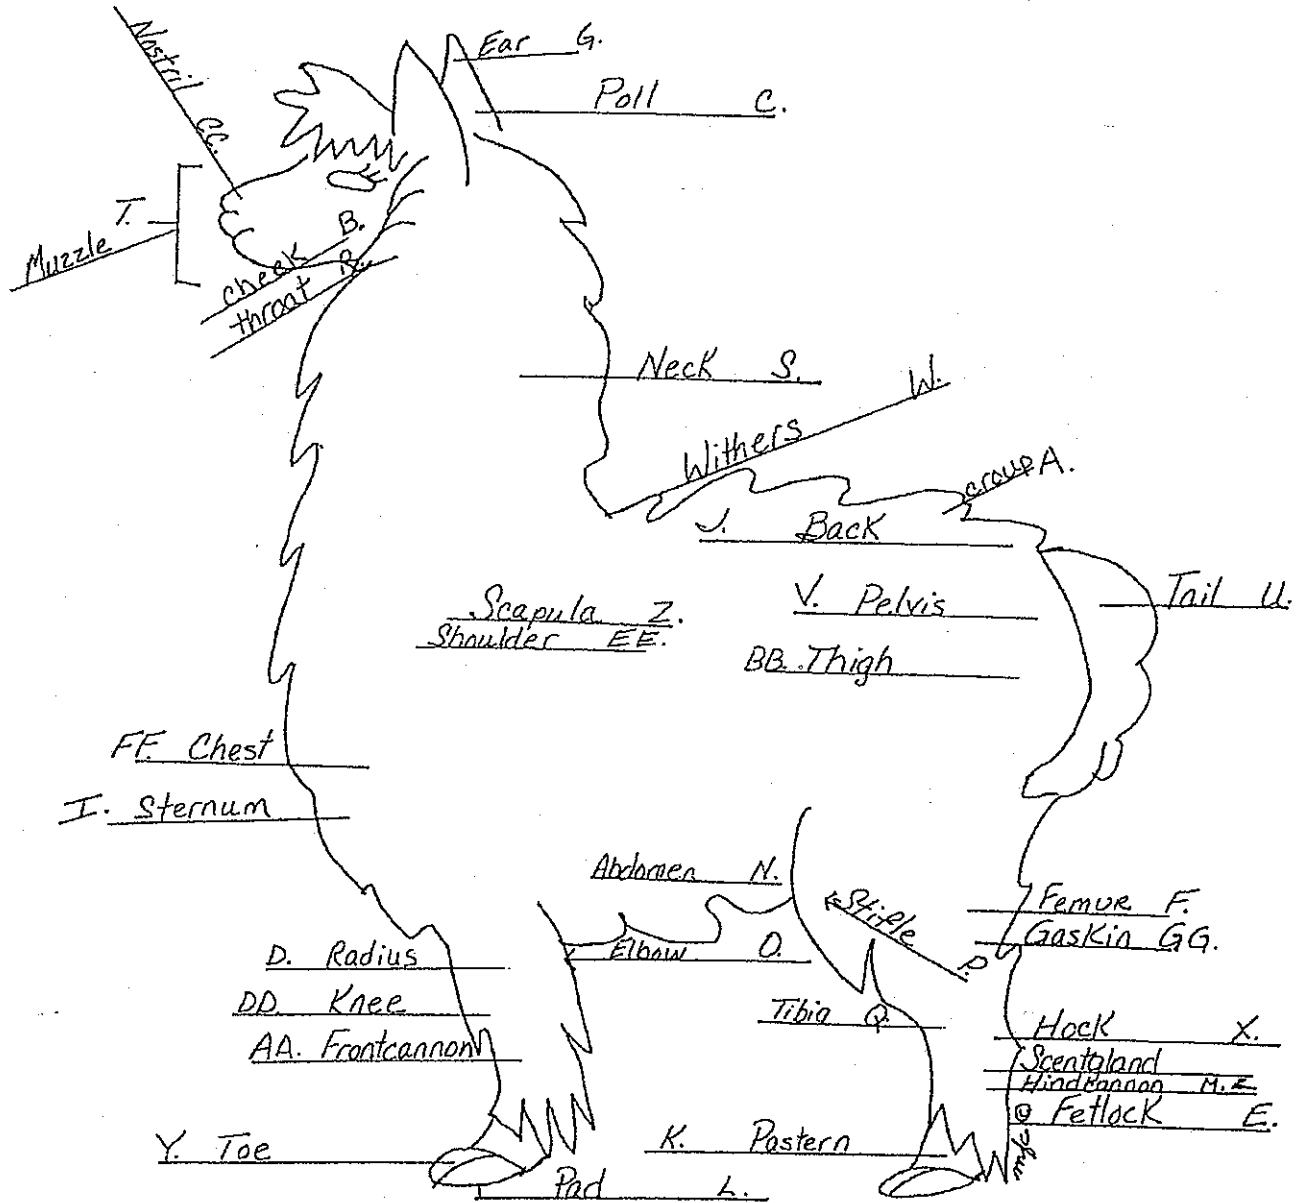 Ear G.
Poll C.
Nostril CC.
T.
Muzzle
cheek B.
throat R.
Neck S.
Withers W.
croup A.
J. Back
Scapula Z.
Shoulder EE.
V. Pelvis
BB. Thigh
Tail U.
FF. Chest
I. Sternum
Abdomen N.
Stifle P.
Femur F.
Gaskin GG.
D. Radius
Elbow O.
DD. Knee
Tibia Q.
AA. Frontcannon
Hock X.
Scentgland
Hindcannon M.
Fetlock E.
Y. Toe
K. Pastern
Pad L.